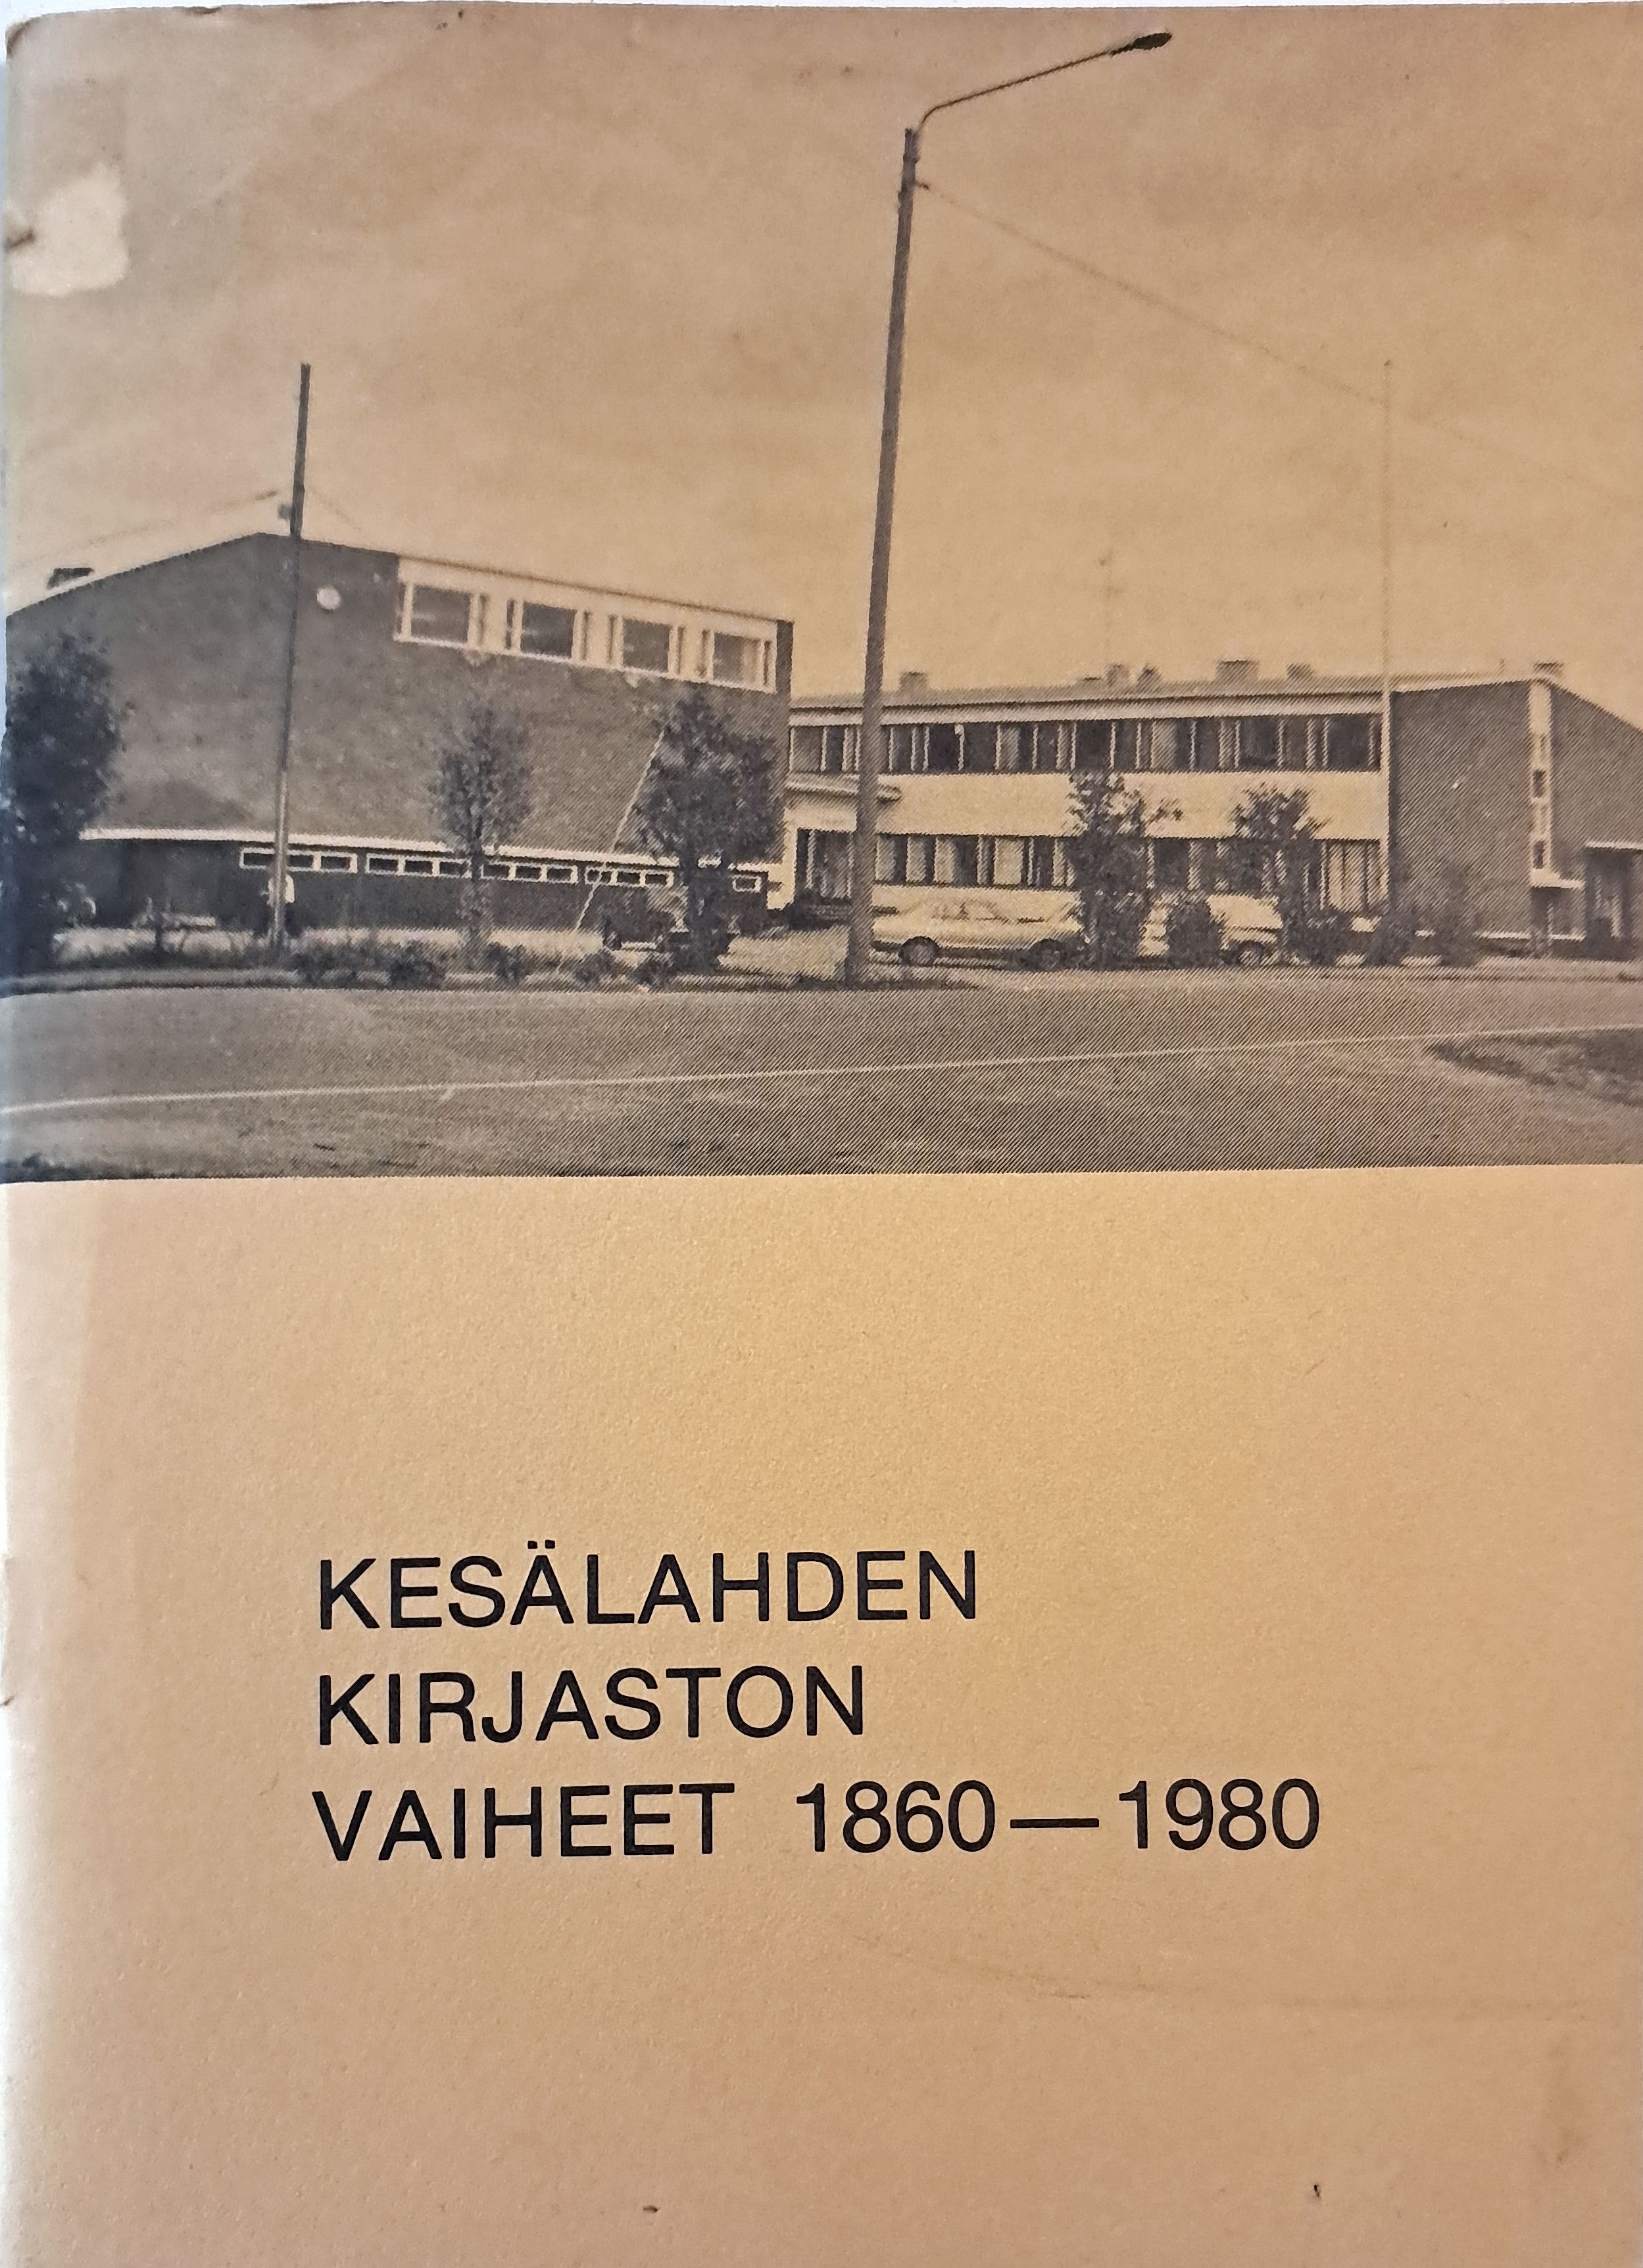 KESÄLAHDEN
KIRJASTON
VAIHEET 1860—1980